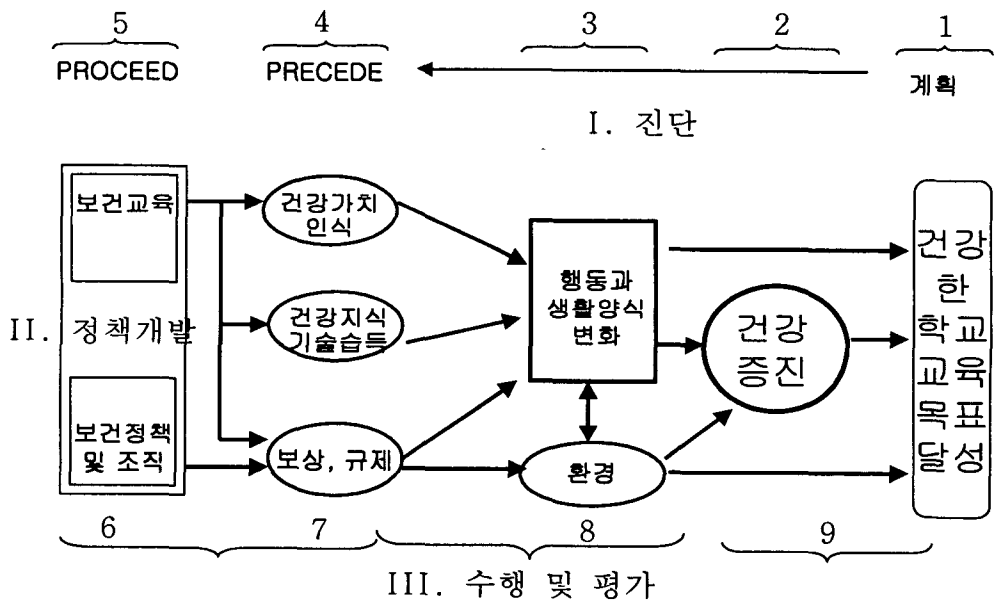 5 4 3 2 1
PROCEED PRECEDE 계획
I. 진단
보건교육
건강가치
인식
건강
한
학교
교육
목표
달성
행동과
생활양식
변화
II. 정책개발
건강지식
기술습득
건강
증진
보건정책
및 조직
보상, 규제
환경
6 7 8 9
III. 수행 및 평가